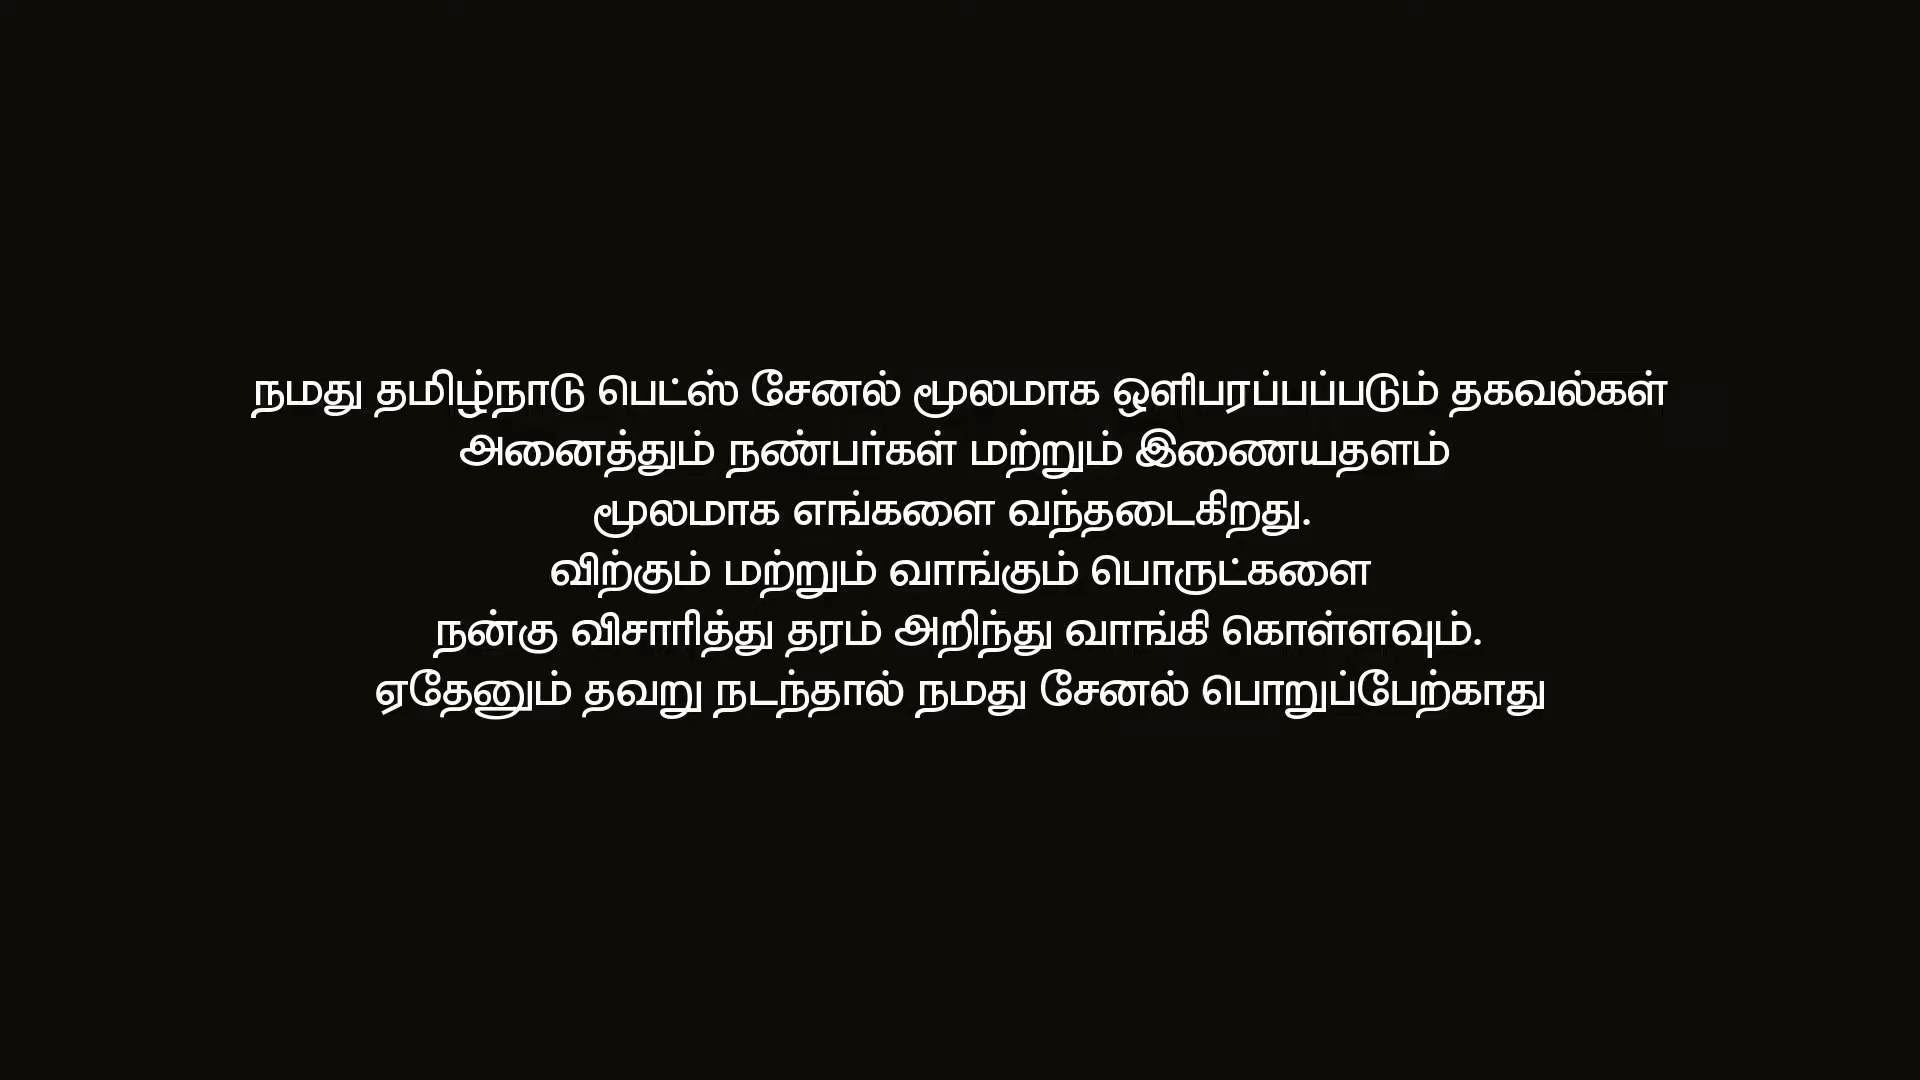 நமது தமிழ்நாடு பெட்ஸ் சேனல் மூலமாக ஒளிபரப்பப்படும் தகவல்கள்
அனைத்தும் நண்பர்கள் மற்றும் இணையதளம்
மூலமாக எங்களை வந்தடைகிறது.
விற்கும் மற்றும் வாங்கும் பொருட்களை
நன்கு விசாரித்து தரம் அறிந்து வாங்கி கொள்ளவும்.
ஏதேனும் தவறு நடந்தால் நமது சேனல் பொறுப்பேற்காது